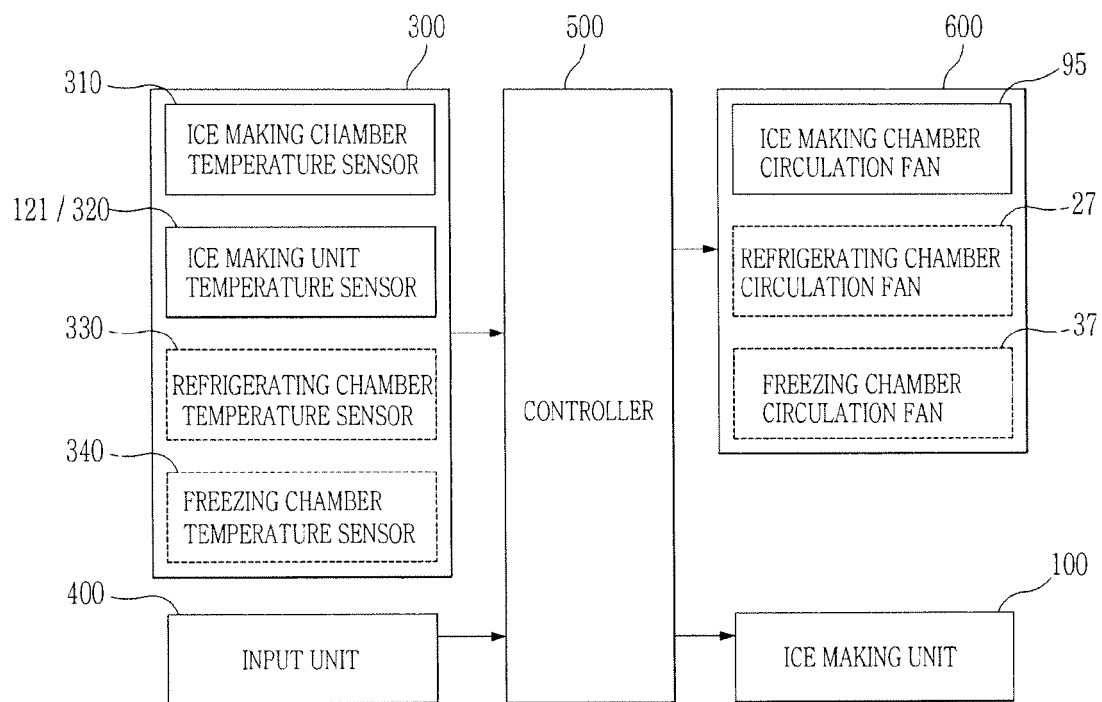 300
500
600
310
95
ICE MAKING CHAMBER
TEMPERATURE SENSOR
ICE MAKING CHAMBER
CIRCULATION FAN
121 / 320
27
ICE MAKING UNIT
TEMPERATURE SENSOR
REFRIGERATING CHAMBER
CIRCULATION FAN
330
37
REFRIGERATING CHAMBER
TEMPERATURE SENSOR
CONTROLLER
FREEZING CHAMBER
CIRCULATION FAN
340
FREEZING CHAMBER
TEMPERATURE SENSOR
400
100
INPUT UNIT
ICE MAKING UNIT